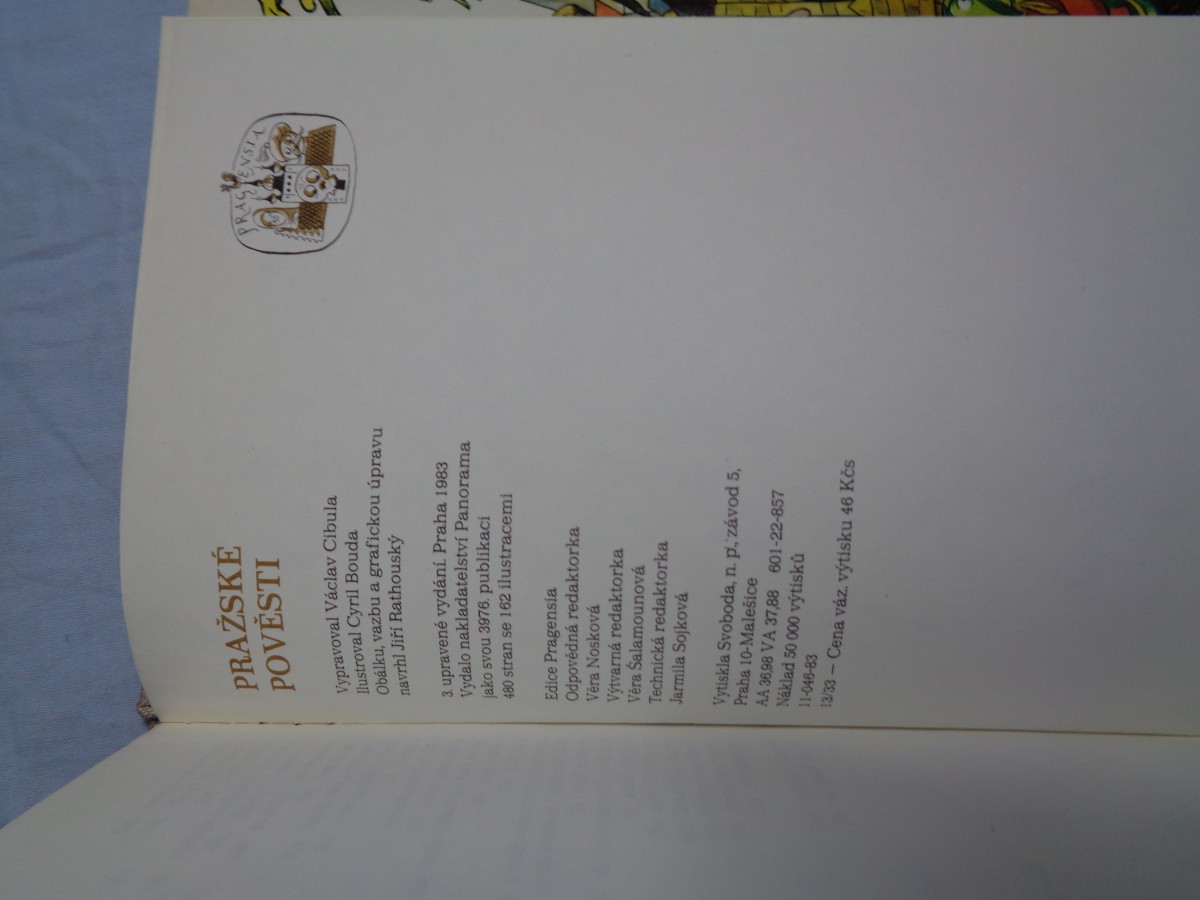 PRAGENSIA
PRAŽSKÉ
POVĚSTI
Vypravoval Václav Cibula
Ilustroval Cyril Bouda
Obálku, vazbu a grafickou úpravu
navrhl Jiří Rathouský
3. upravené vydání. Praha 1983
Vydalo nakladatelství Panorama
jako svou 3976. publikaci
480 stran se 162 ilustracemi
Edice Pragensia
Odpovědná redaktorka
Věra Nosková
Výtvarná redaktorka
Věra Šalamounová
Technická redaktorka
Jarmila Sojková
Vytiskla Svoboda, n. p., závod 5,
Praha 10-Malešice
AA 36,98 VA 37,88 601-22-857
Náklad 50 000 výtisků
11-046-83
13/33 – Cena váz. výtisku 46 Kčs